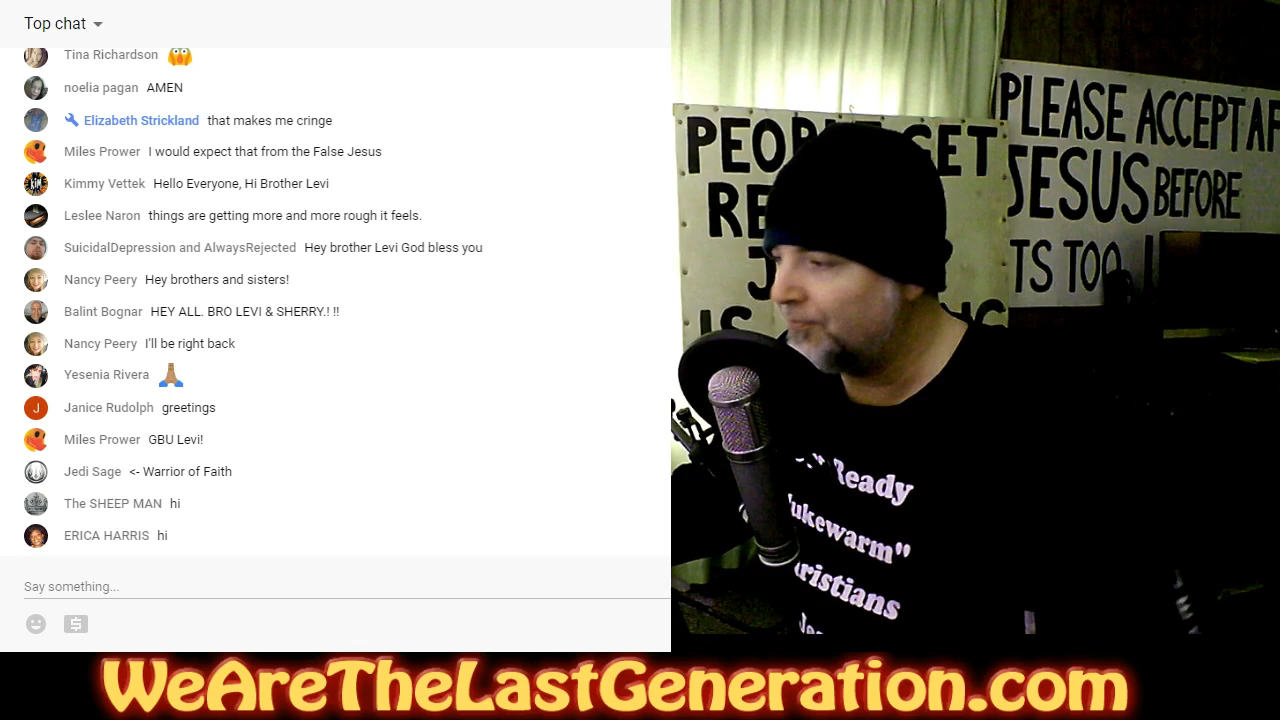 Top chat
Tina Richardson
noelia pagan AMEN
Elizabeth Strickland that makes me cringe
Miles Prower I would expect that from the False Jesus
Kimmy Vettek Hello Everyone, Hi Brother Levi
Leslee Naron things are getting more and more rough it feels.
SuicidalDepression and AlwaysRejected Hey brother Levi God bless you
Nancy Peery Hey brothers and sisters!
Balint Bognar HEY ALL. BRO LEVI & SHERRY.! !!
Nancy Peery I'll be right back
Yesenia Rivera
J Janice Rudolph greetings
Miles Prower GBU Levi!
Jedi Sage <- Warrior of Faith
The SHEEP MAN hi
ERICA HARRIS hi
Say something...
PLEASE ACCEPT
JESUS BEFORE
TS TOO
Ready
ukewarm"
ristians
WeAreTheLastGeneration.com